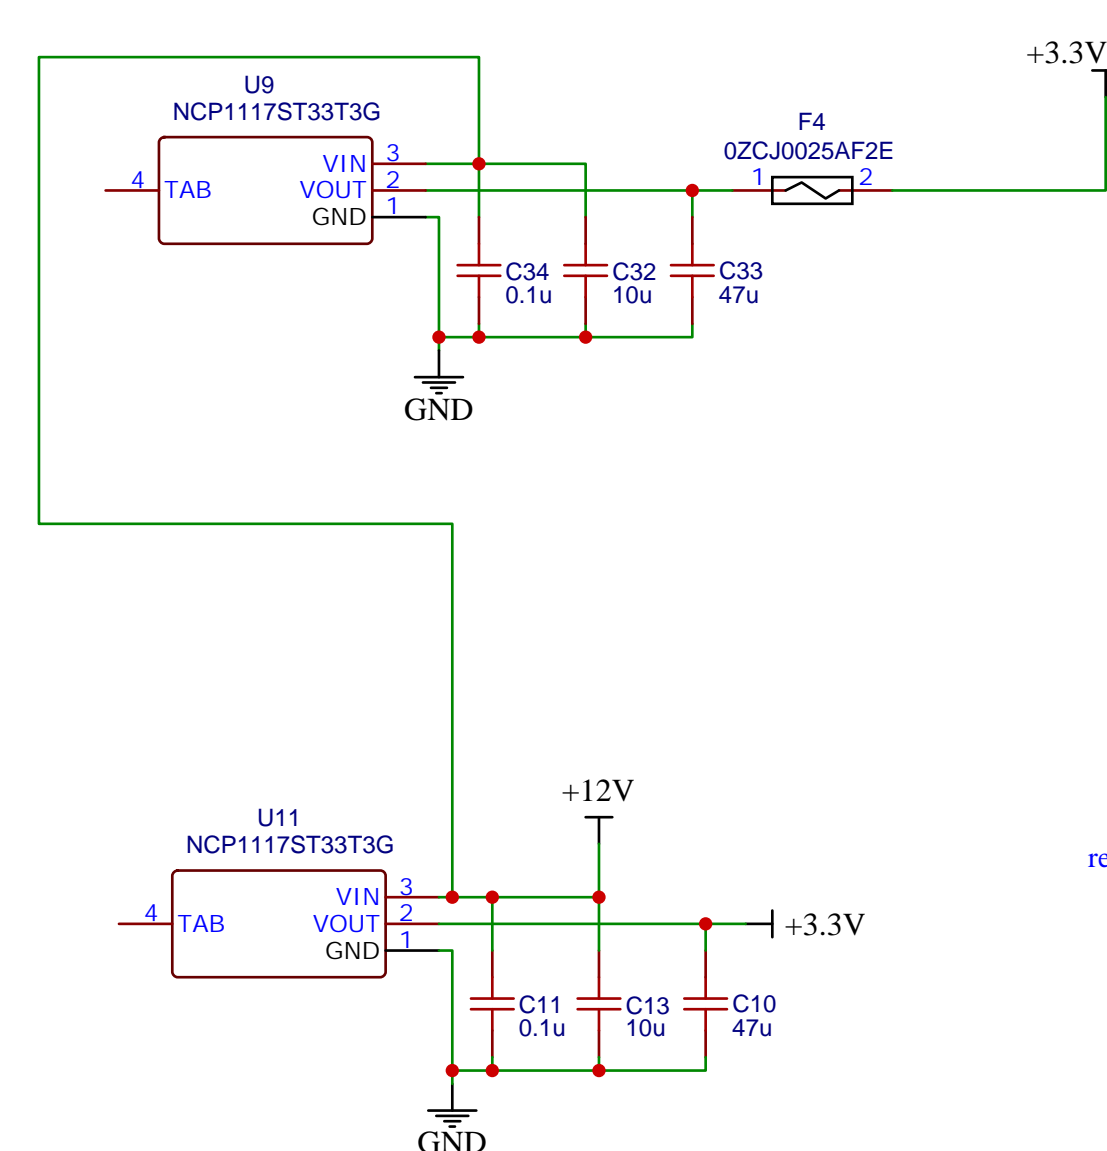 +3.3V
U9
NCP1117ST33T3G
F4
0ZCJ0025AF2E
4 TAB
VIN 3
VOUT 2
GND 1
1 2
C34
0.1u
C32
10u
C33
47u
GND
+12V
U11
NCP1117ST33T3G
re
4 TAB
VIN 3
VOUT 2
GND 1
+3.3V
C11
0.1u
C13
10u
C10
47u
GND